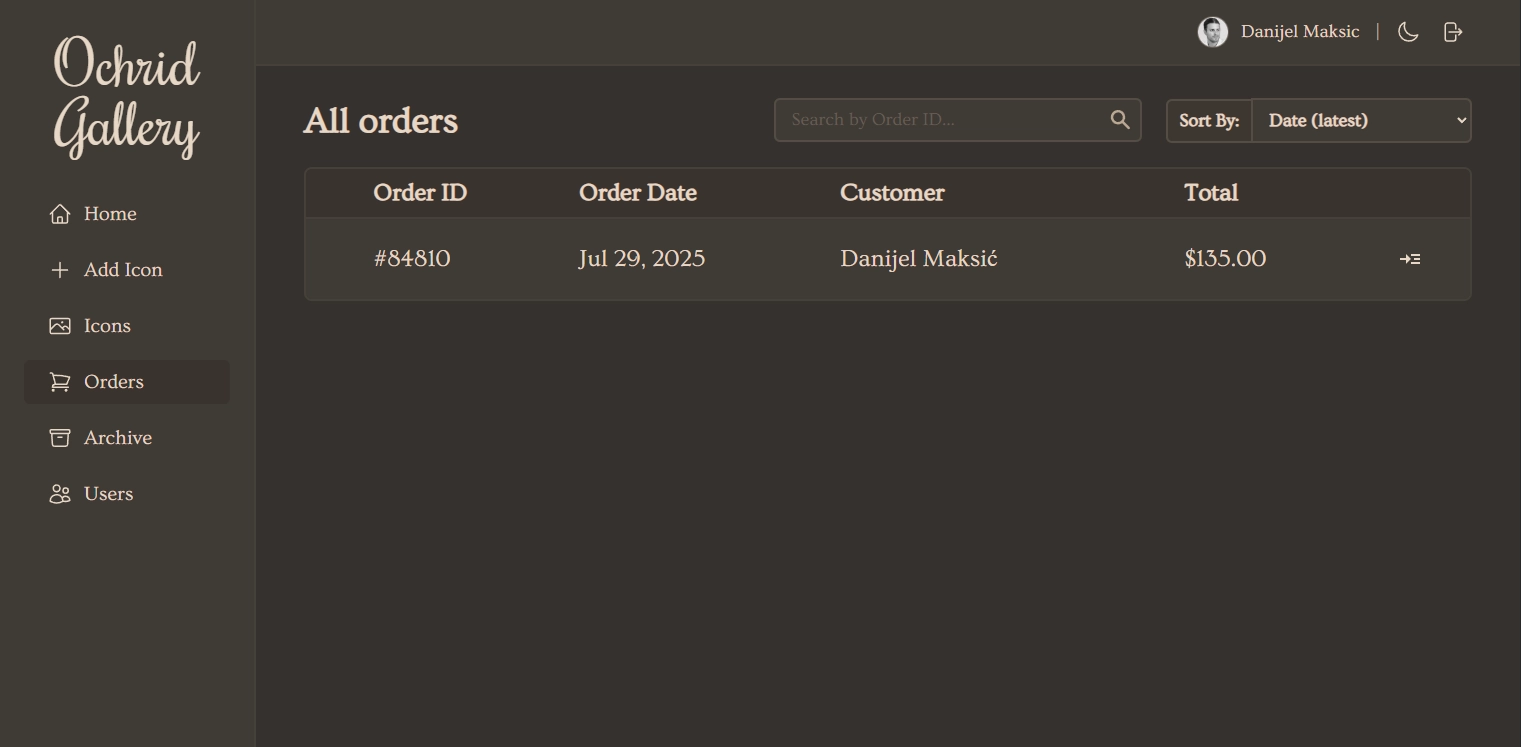 Ochrid
Gallery
Home
Add Icon
Icons
Orders
Archive
Users
Danijel Maksic |
All orders
Search by Order ID...
Sort By: Date (latest)
Order ID Order Date Customer Total
#84810 Jul 29, 2025 Danijel Maksić $135.00